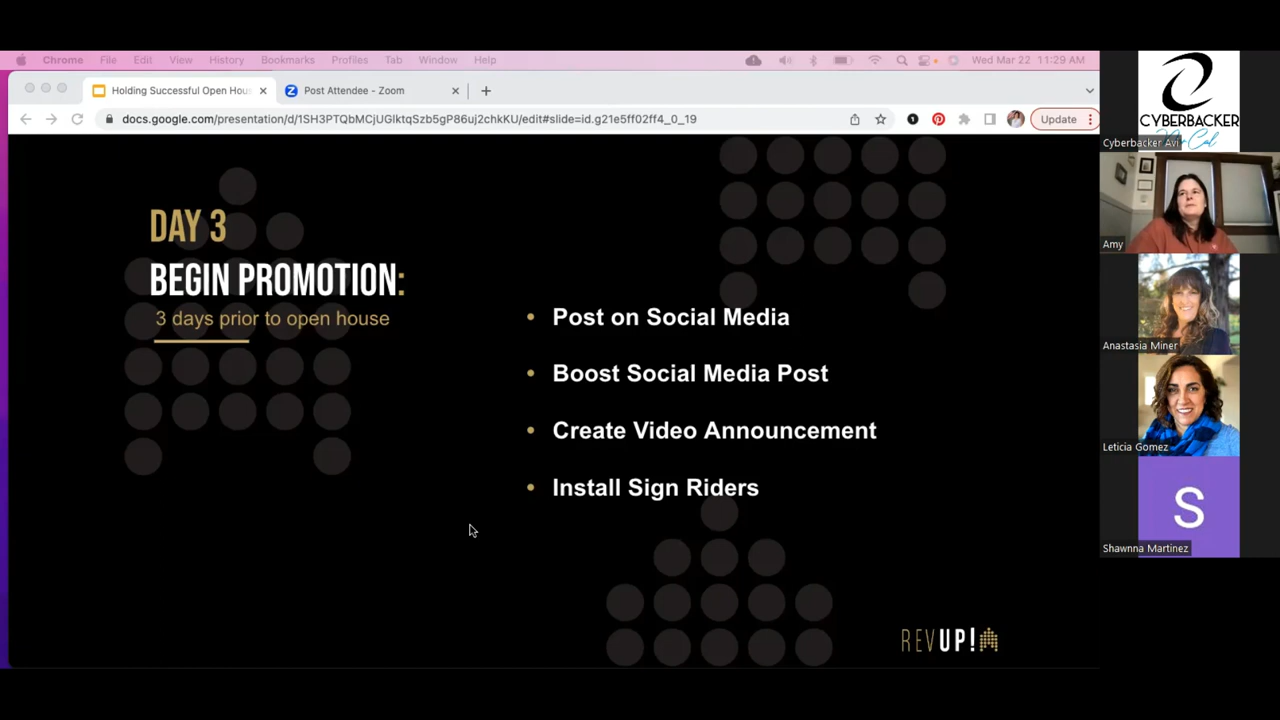 Chrome File Edit View History Bookmarks Profiles Tab Window Help Wed Mar 22 11:29 AM
Holding Successful Open Hou
Post Attendee - Zoom
docs.google.com/presentation/d/1SH3PTQbMCjUGlktqSzb5gP86uj2chkKU/edit#slide=id.g21e5ff02ff4_0_19
Update
DAY 3
BEGIN PROMOTION:
3 days prior to open house
• Post on Social Media
• Boost Social Media Post
• Create Video Announcement
• Install Sign Riders
REVUP!
CYBERBACKER
NorCal
Cyberbacker Avi
Amy
Anastasia Miner
Leticia Gomez
S
Shawnna Martinez